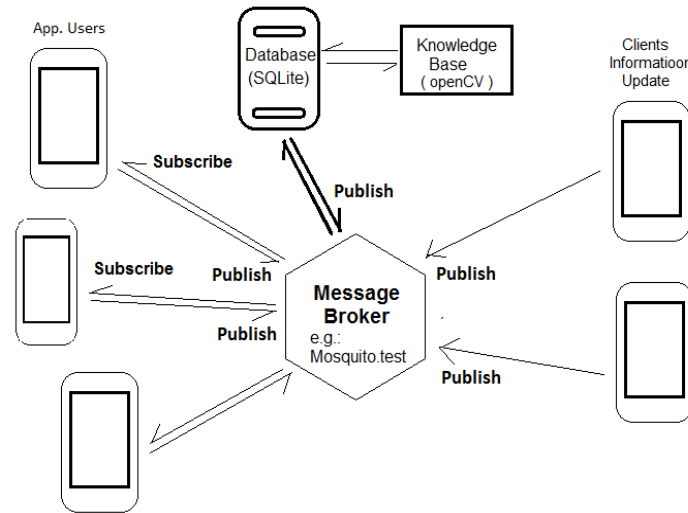 App. Users
Database
(SQLite)
Knowledge
Base
( openCV )
Clients
Informatioon
Update
Subscribe
Publish
Subscribe
Publish
Publish
Publish
Publish
Message
Broker
e.g.:
Mosquito.test